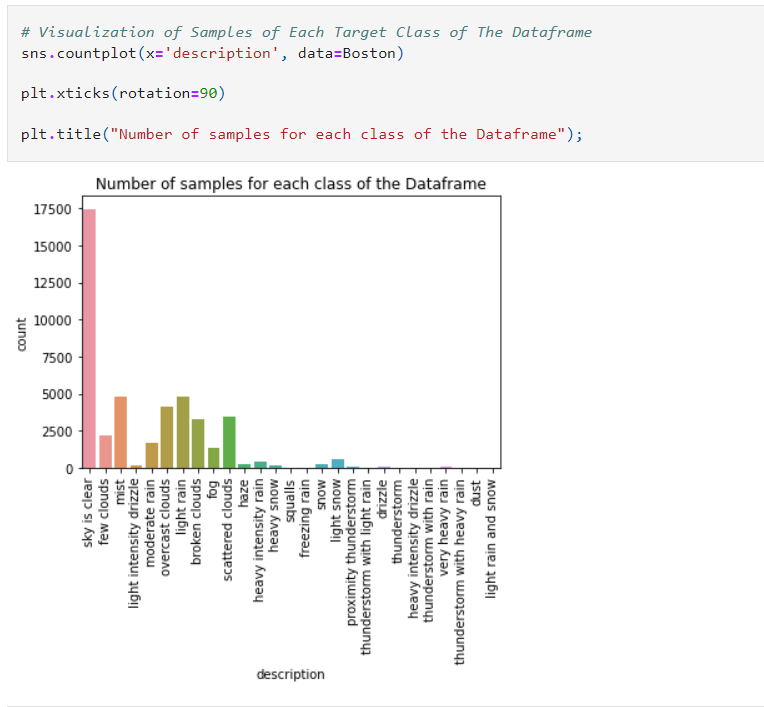 # Visualization of Samples of Each Target Class of The Dataframe
sns.countplot(x='description', data=Boston)
plt.xticks(rotation=90)
plt.title("Number of samples for each class of the Dataframe");
Number of samples for each class of the Dataframe
17500
15000
12500
10000
7500
5000
2500
0
count
sky is clear
few clouds
mist
light intensity drizzle
moderate rain
overcast clouds
light rain
broken clouds
fog
scattered clouds
haze
heavy intensity rain
heavy snow
squalls
freezing rain
snow
light snow
proximity thunderstorm
thunderstorm with light rain
drizzle
thunderstorm
heavy intensity drizzle
thunderstorm with rain
very heavy rain
thunderstorm with heavy rain
dust
light rain and snow
description